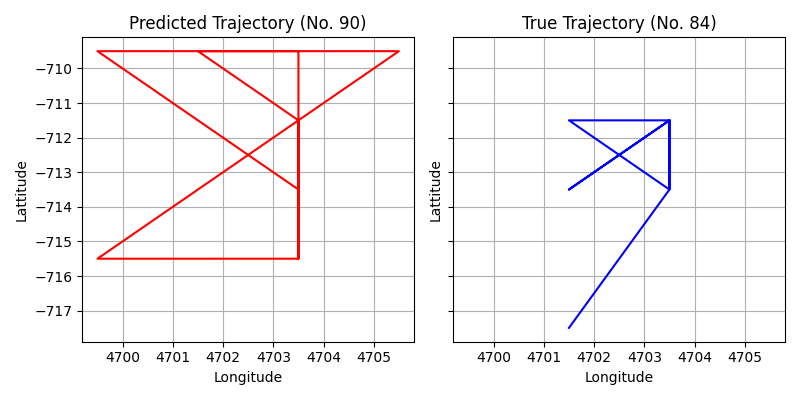 Predicted Trajectory (No. 90)
True Trajectory (No. 84)
Lattitude
−710
−711
−712
−713
−714
−715
−716
−717
4700 4701 4702 4703 4704 4705
Longitude
Lattitude
4700 4701 4702 4703 4704 4705
Longitude